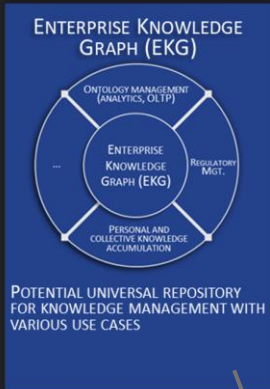 ENTERPRISE KNOWLEDGE
GRAPH (EKG)
ONTOLOGY MANAGEMENT
(ANALYTICS, OLTP)
...
ENTERPRISE
KNOWLEDGE
GRAPH (EKG)
REGULATORY
MGT.
PERSONAL AND
COLLECTIVE KNOWLEDGE
ACCUMULATION
POTENTIAL UNIVERSAL REPOSITORY
FOR KNOWLEDGE MANAGEMENT WITH
VARIOUS USE CASES